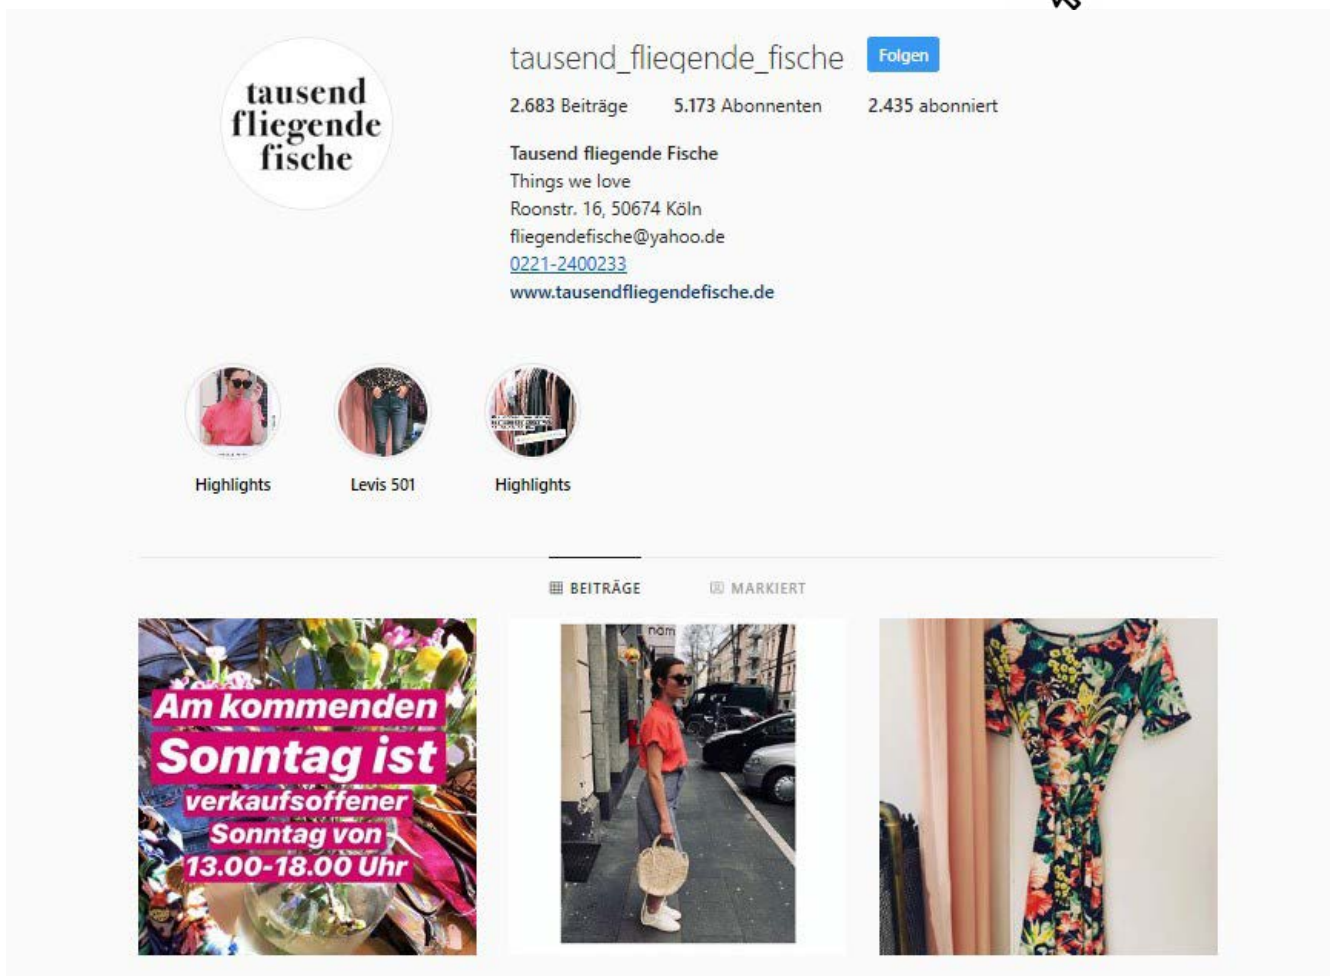 tausend
fliegende
fische
tausend_fliegende_fische Folgen
2.683 Beiträge 5.173 Abonnenten 2.435 abonniert
Tausend fliegende Fische
Things we love
Roonstr. 16, 50674 Köln
fliegendefische@yahoo.de
0221-2400233
www.tausendfliegendefische.de
Highlights Levis 501 Highlights
BEITRÄGE MARKIERT
Am kommenden
Sonntag ist
verkaufsoffener
Sonntag von
13.00-18.00 Uhr
nom